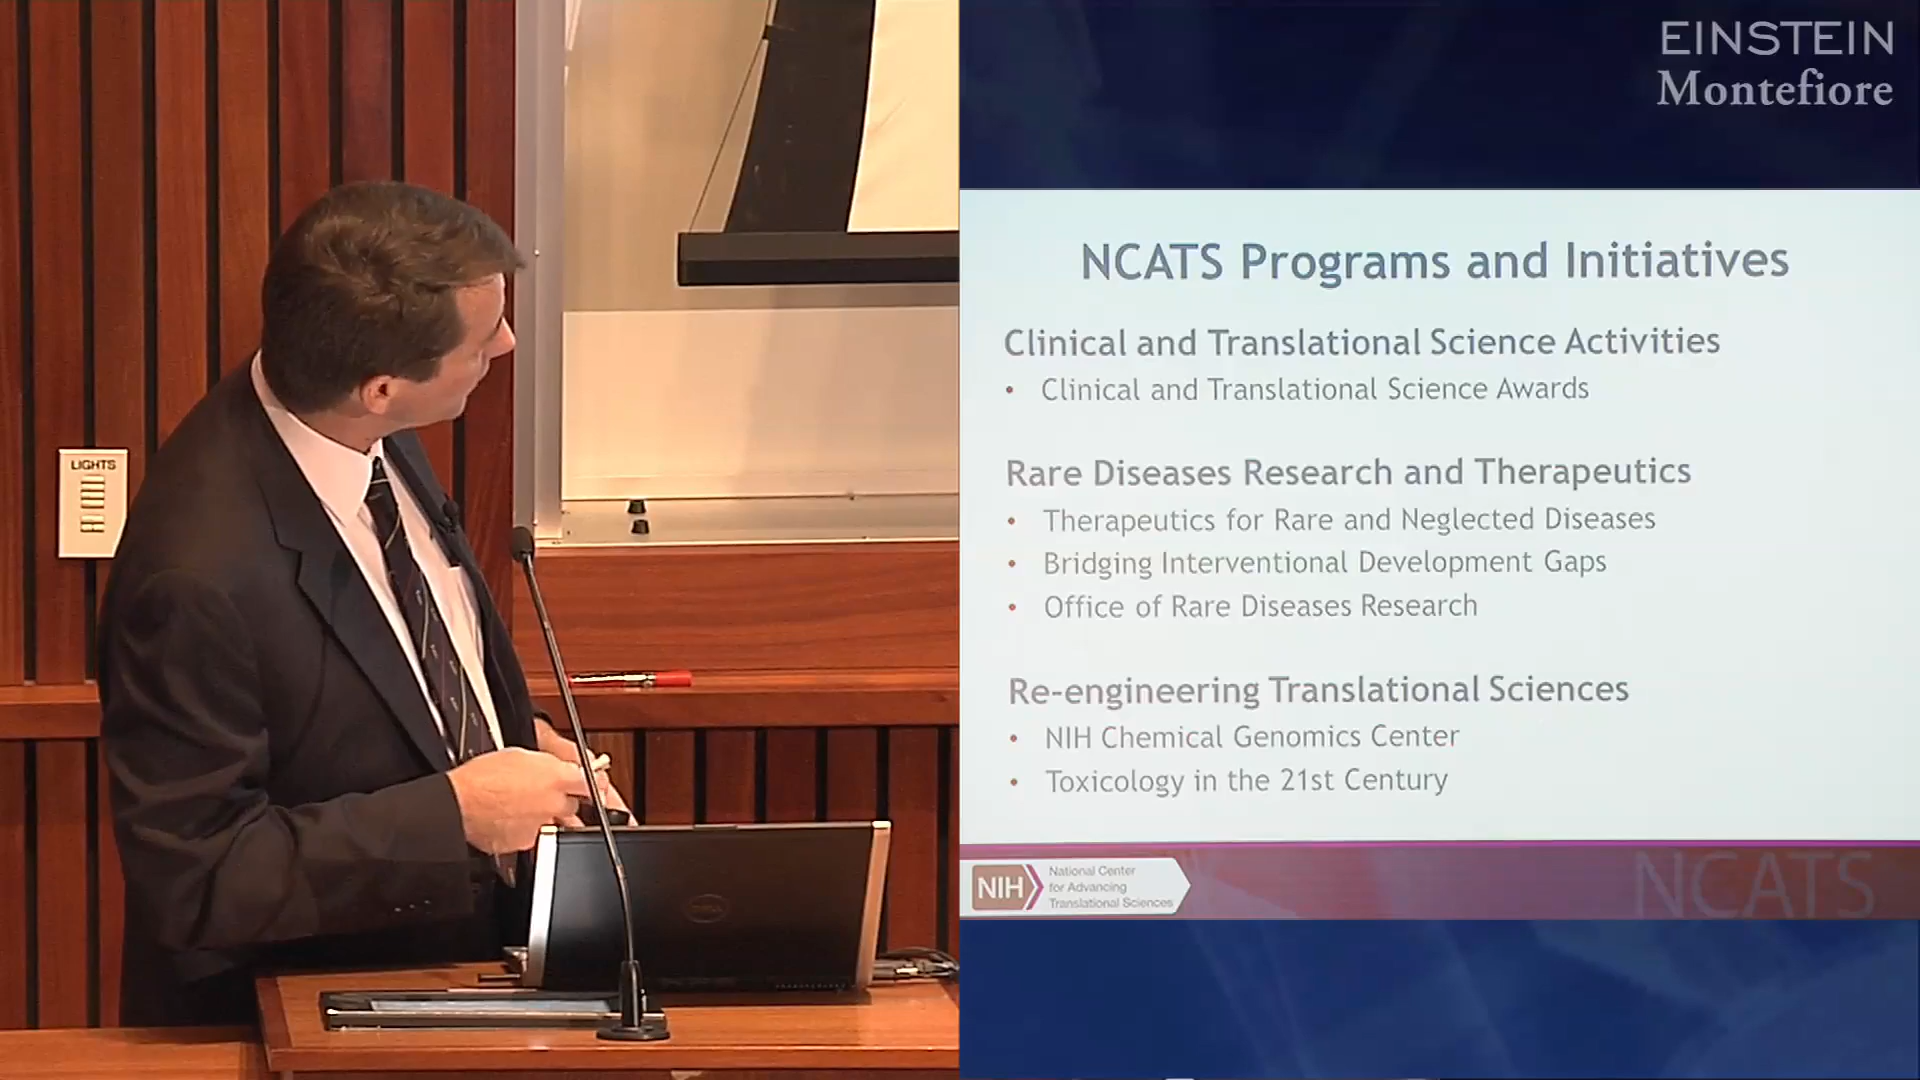 LIGHTS
EINSTEIN
Montefiore
NCATS Programs and Initiatives
Clinical and Translational Science Activities
• Clinical and Translational Science Awards
Rare Diseases Research and Therapeutics
• Therapeutics for Rare and Neglected Diseases
• Bridging Interventional Development Gaps
• Office of Rare Diseases Research
Re-engineering Translational Sciences
• NIH Chemical Genomics Center
• Toxicology in the 21st Century
NIH
National Center
for Advancing
Translational Sciences
NCATS
DELL